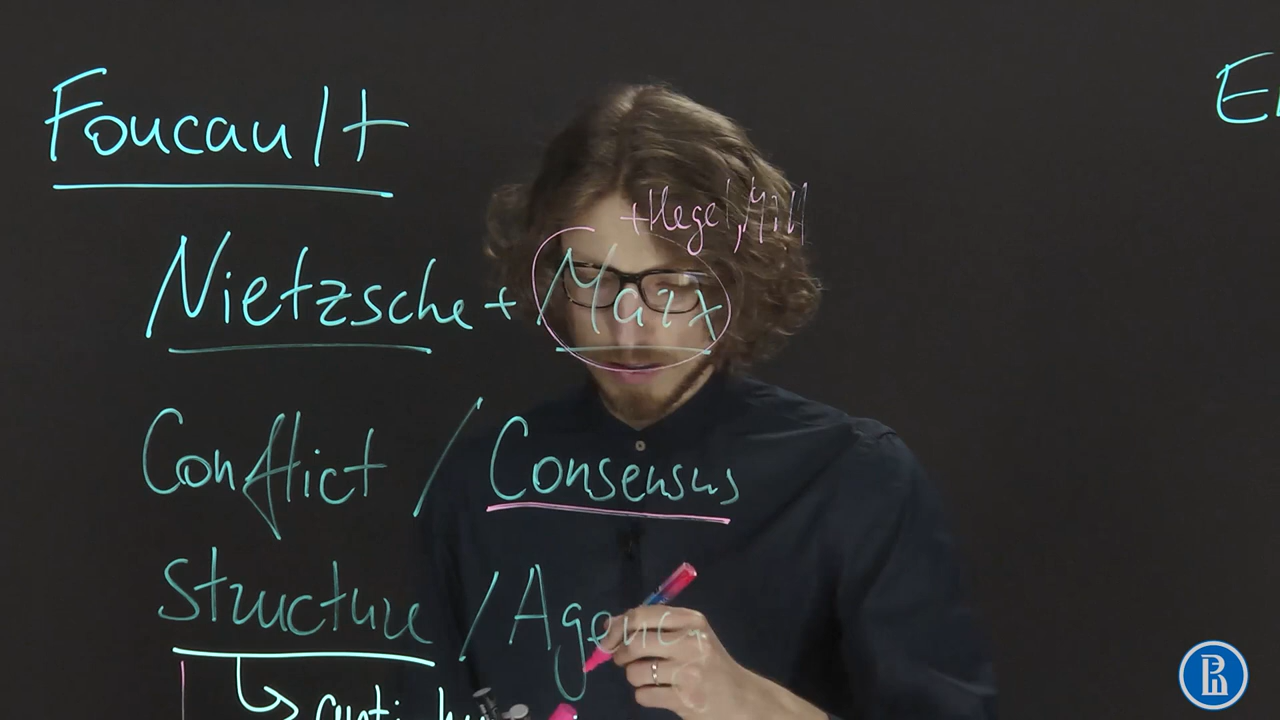 Foucault
+Hegel, Mill
Nietzsche + Marx
Conflict / Consensus
Structure / Agency